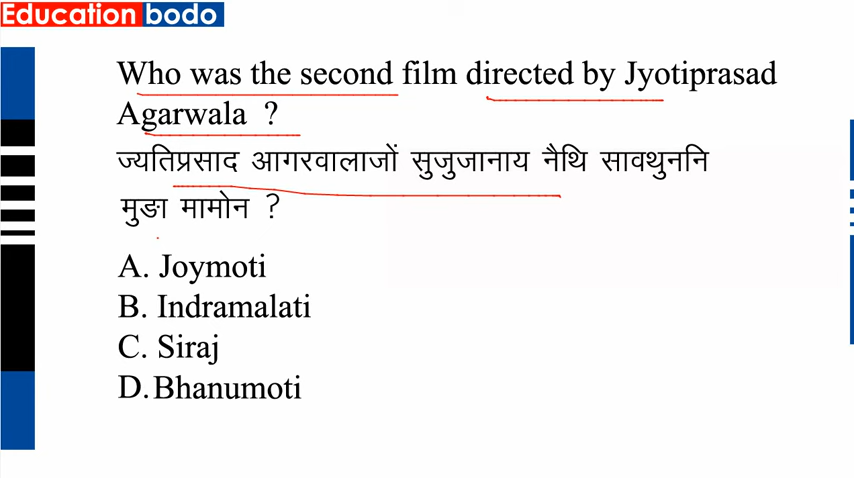 Education bodo
Who was the second film directed by Jyotiprasad
Agarwala ?
ज्यतिप्रसाद आगरवालाजों सुजुजानाय नैथि सावथुननि
मुङा मामोन ?
A. Joymoti
B. Indramalati
C. Siraj
D. Bhanumoti